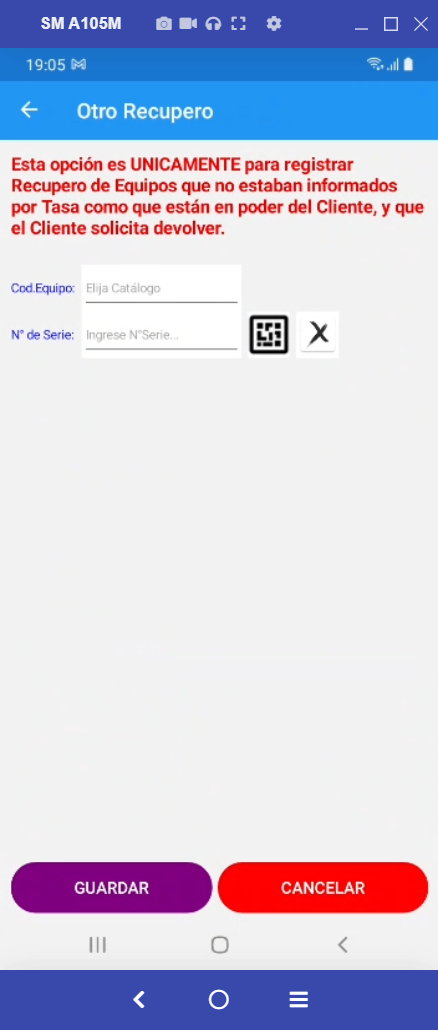 SM A105M
19:05
Otro Recupero
Esta opción es UNICAMENTE para registrar
Recupero de Equipos que no estaban informados
por Tasa como que están en poder del Cliente, y que
el Cliente solicita devolver.
Cod.Equipo: Elija Catálogo
N° de Serie: Ingrese N°Serie...
GUARDAR CANCELAR